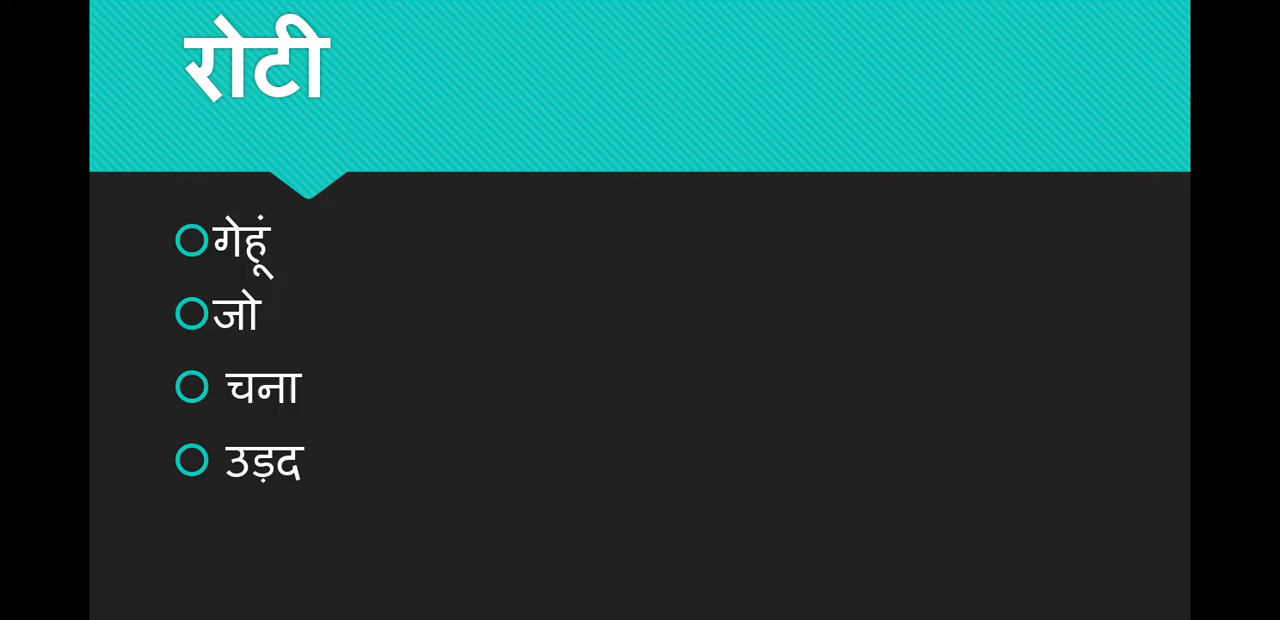 रोटी
गेहूं
जो
चना
उड़द